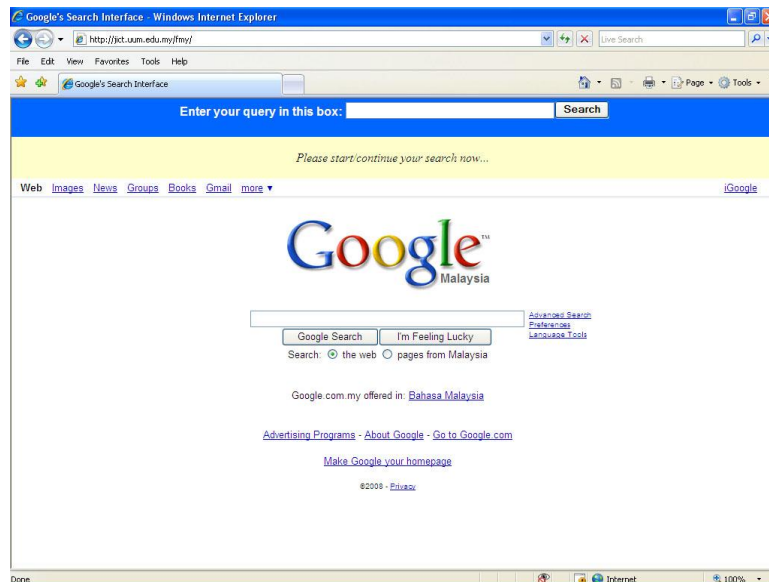 Google's Search Interface - Windows Internet Explorer
http://jict.uum.edu.my/fmy/ Live Search
File Edit View Favorites Tools Help
Google's Search Interface Page Tools
Enter your query in this box: Search
Please start/continue your search now...
Web Images News Groups Books Gmail more ▼ iGoogle
Google™
Malaysia
Advanced Search
Preferences
Language Tools
Google Search I'm Feeling Lucky
Search: the web pages from Malaysia
Google.com.my offered in: Bahasa Malaysia
Advertising Programs - About Google - Go to Google.com
Make Google your homepage
©2008 - Privacy
Done Internet 100%